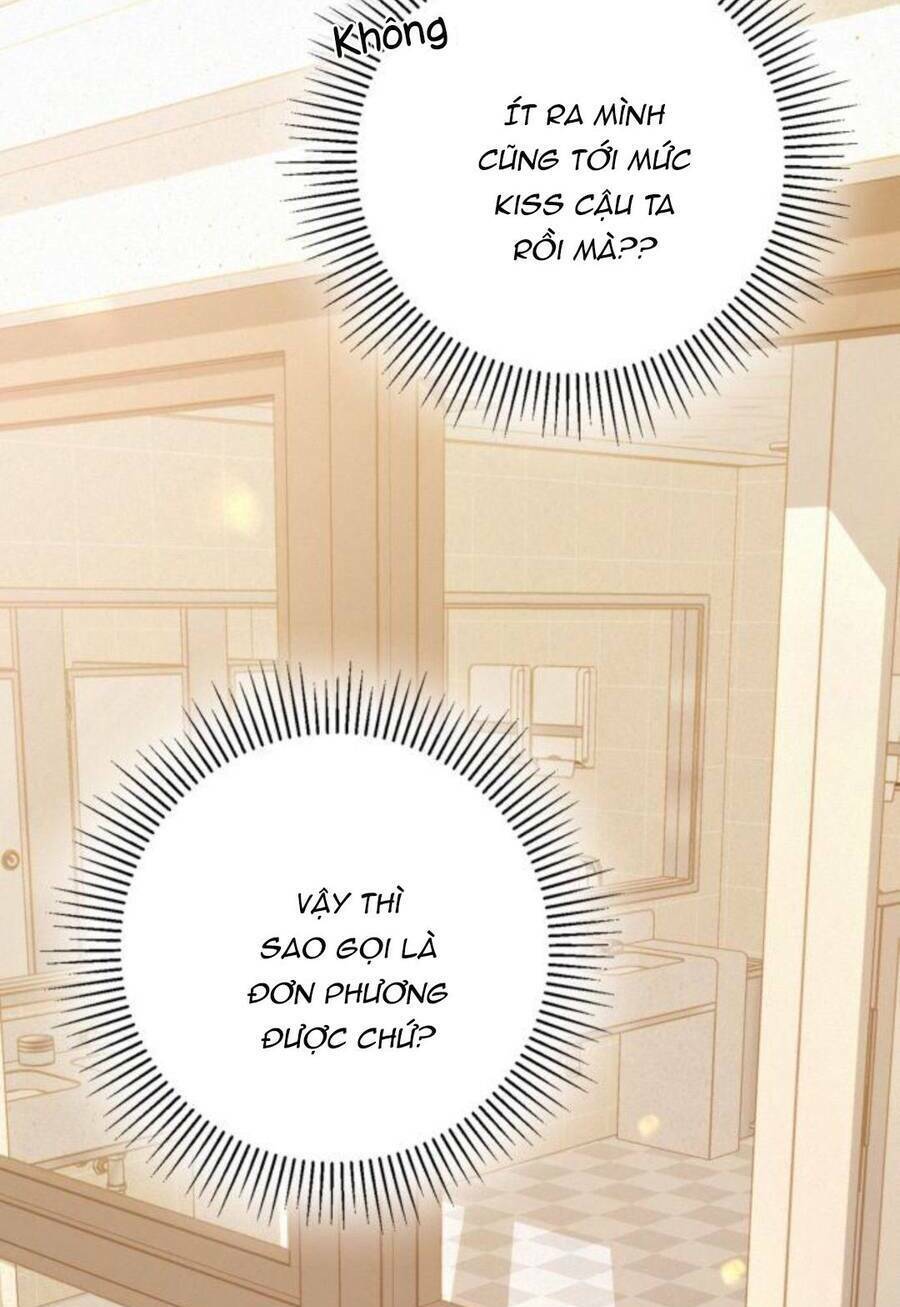 Không
ÍT RA MÌNH
CŨNG TỚI MỨC
KISS CẬU TA
RỒI MÀ??
VẬY THÌ
SAO GỌI LÀ
ĐƠN PHƯƠNG
ĐƯỢC CHỨ?